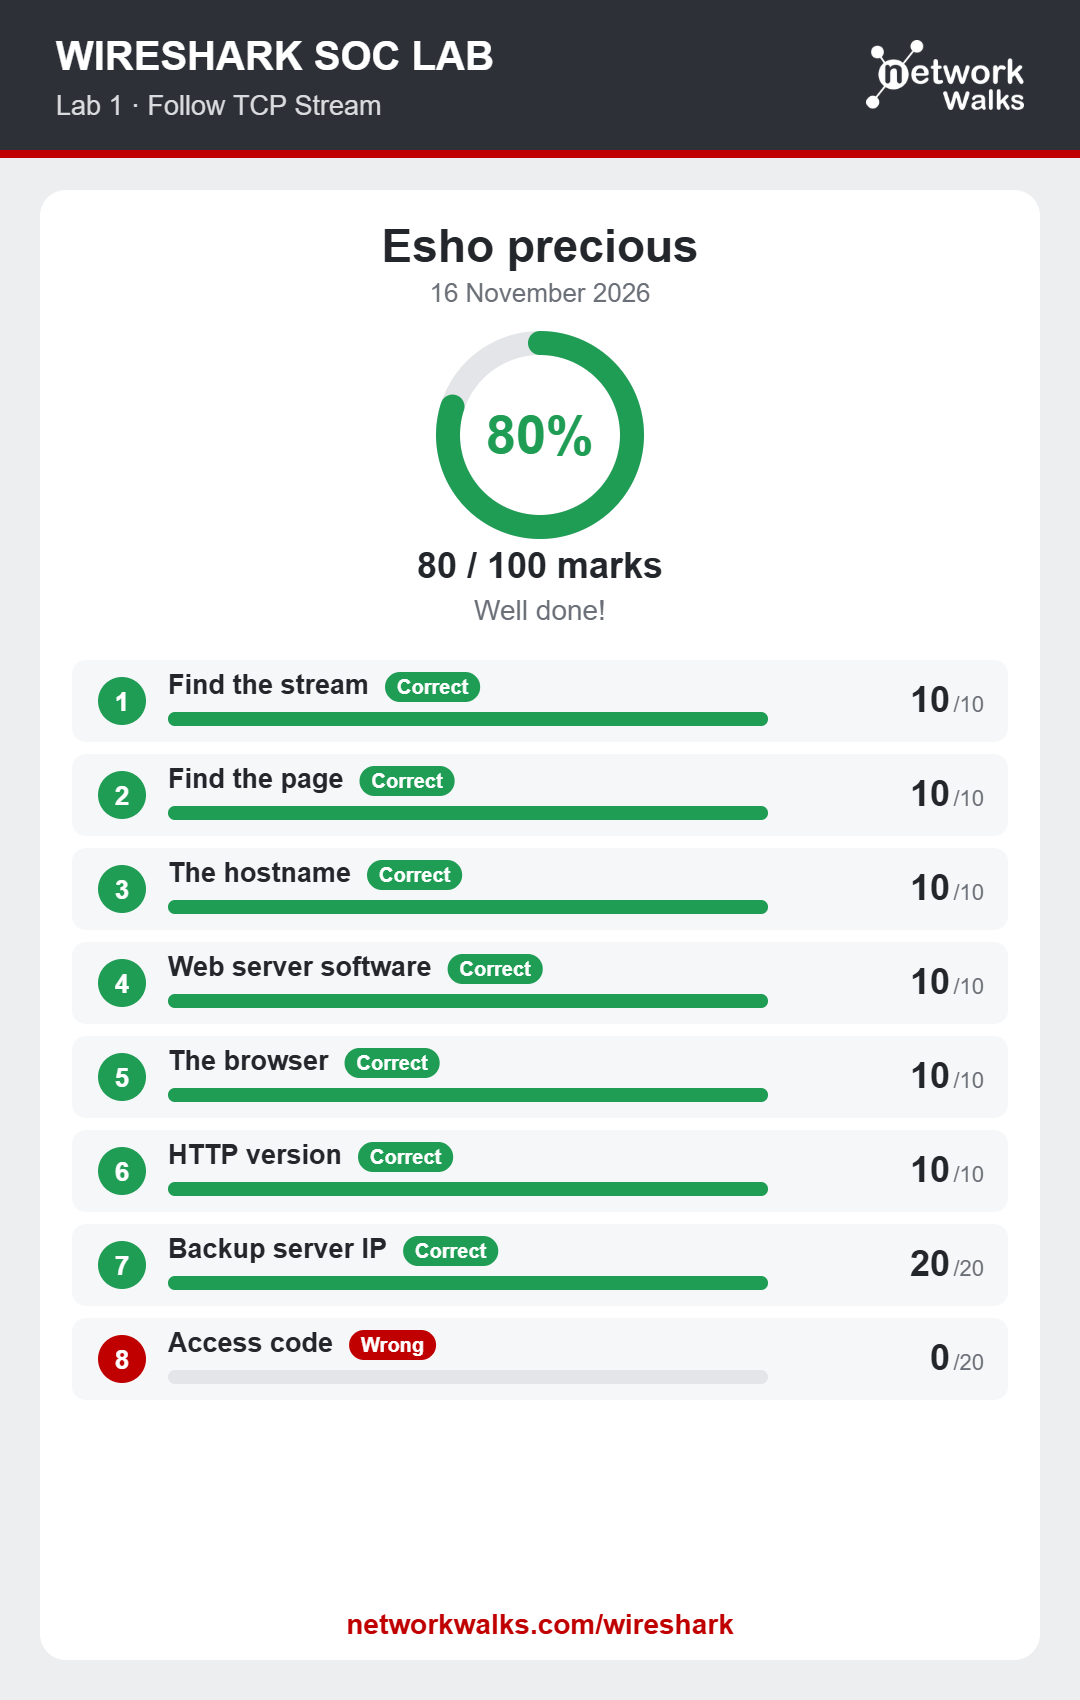 WIRESHARK SOC LAB
Lab 1 · Follow TCP Stream
network
Walks
Esho precious
16 November 2026
80%
80 / 100 marks
Well done!
1 Find the stream Correct 10 /10
2 Find the page Correct 10 /10
3 The hostname Correct 10 /10
4 Web server software Correct 10 /10
5 The browser Correct 10 /10
6 HTTP version Correct 10 /10
7 Backup server IP Correct 20 /20
8 Access code Wrong 0 /20
networkwalks.com/wireshark